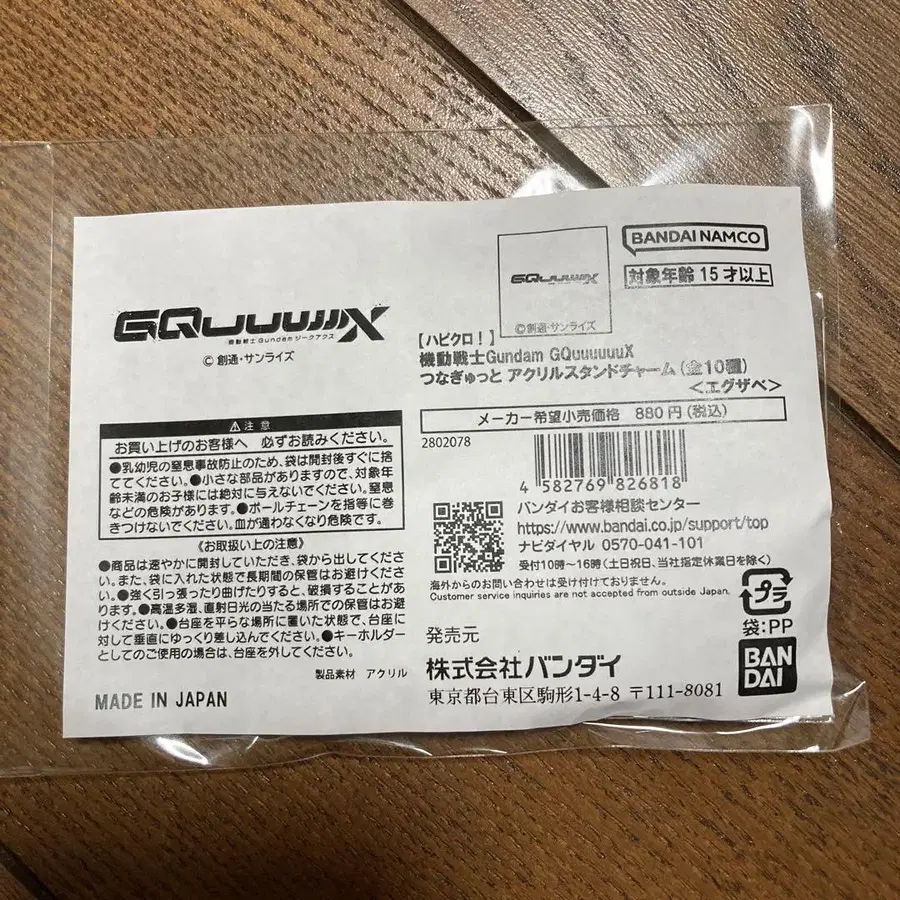 GQuuuuuuX
機動戦士Gundam ジークアクス
© 創通・サンライズ
⚠注 意
お買い上げのお客様へ 必ずお読みください。
●乳幼児の窒息事故防止のため、袋は開封後すぐに捨
ててください。●小さな部品がありますので、対象年
齢未満のお子様には絶対に与えないでください。窒息
などの危険があります。●ボールチェーンを指等に巻
きつけないでください。血が通わなくなり危険です。
《お取扱い上の注意》
●商品は速やかに開封していただき、袋から出してくださ
い。また、袋に入れた状態で長期間の保管はお避けくださ
い。●強く引っ張ったり曲げたりすると、破損することがあ
ります。●高温多湿、直射日光の当たる場所での保管はお避
けください。●台座を平らな場所に置いた状態で、台座に
対して垂直にゆっくり差し込んでください。●キーホルダー
としてのご使用の場合は、台座を外してください。
製品素材 アクリル
MADE IN JAPAN
GQuuuuuuX
©創通・サンライズ
BANDAI NAMCO
対象年齢 15才以上
【ハピクロ!】
機動戦士Gundam GQuuuuuuX
つなぎゅっと アクリルスタンドチャーム(全10種)
<エグザベ>
メーカー希望小売価格 880円(税込)
2802078
4 582769 826818
バンダイお客様相談センター
https://www.bandai.co.jp/support/top
ナビダイヤル 0570-041-101
受付10時~16時(土日祝日、当社指定休業日を除く)
海外からのお問い合わせは受け付けておりません。
Customer service inquiries are not accepted from outside Japan.
プラ
袋:PP
発売元
株式会社バンダイ
東京都台東区駒形1-4-8 〒111-8081
BAN
DAI